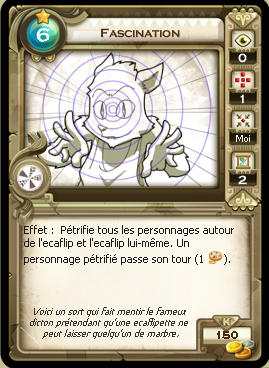 6
FASCINATION
0
1
Moi
2
Effet : Pétrifie tous les personnages autour
de l'ecaflip et l'ecaflip lui-même. Un
personnage pétrifié passe son tour (1 ).
Voici un sort qui fait mentir le fameux
dicton prétendant qu'une ecaflipette ne
peut laisser quelqu'un de marbre.
150